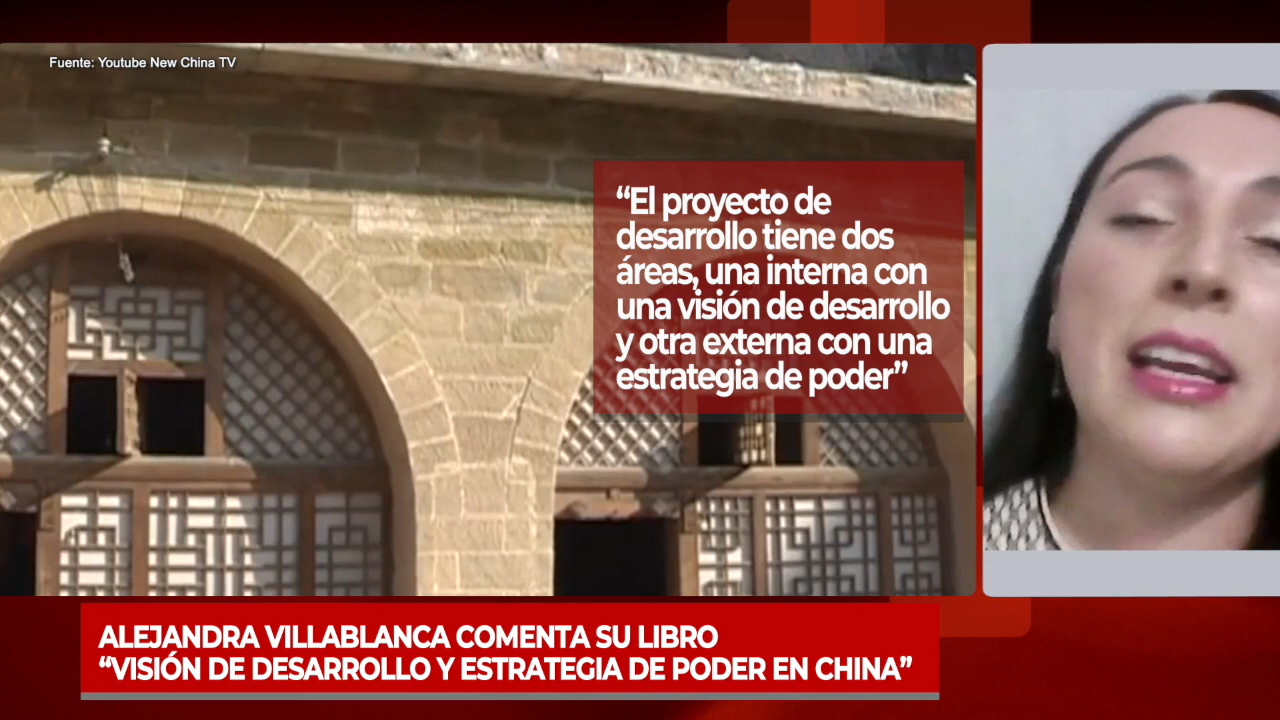 Fuente: Youtube New China TV
“El proyecto de
desarrollo tiene dos
áreas, una interna con
una visión de desarrollo
y otra externa con una
estrategia de poder”
ALEJANDRA VILLABLANCA COMENTA SU LIBRO
“VISIÓN DE DESARROLLO Y ESTRATEGIA DE PODER EN CHINA”